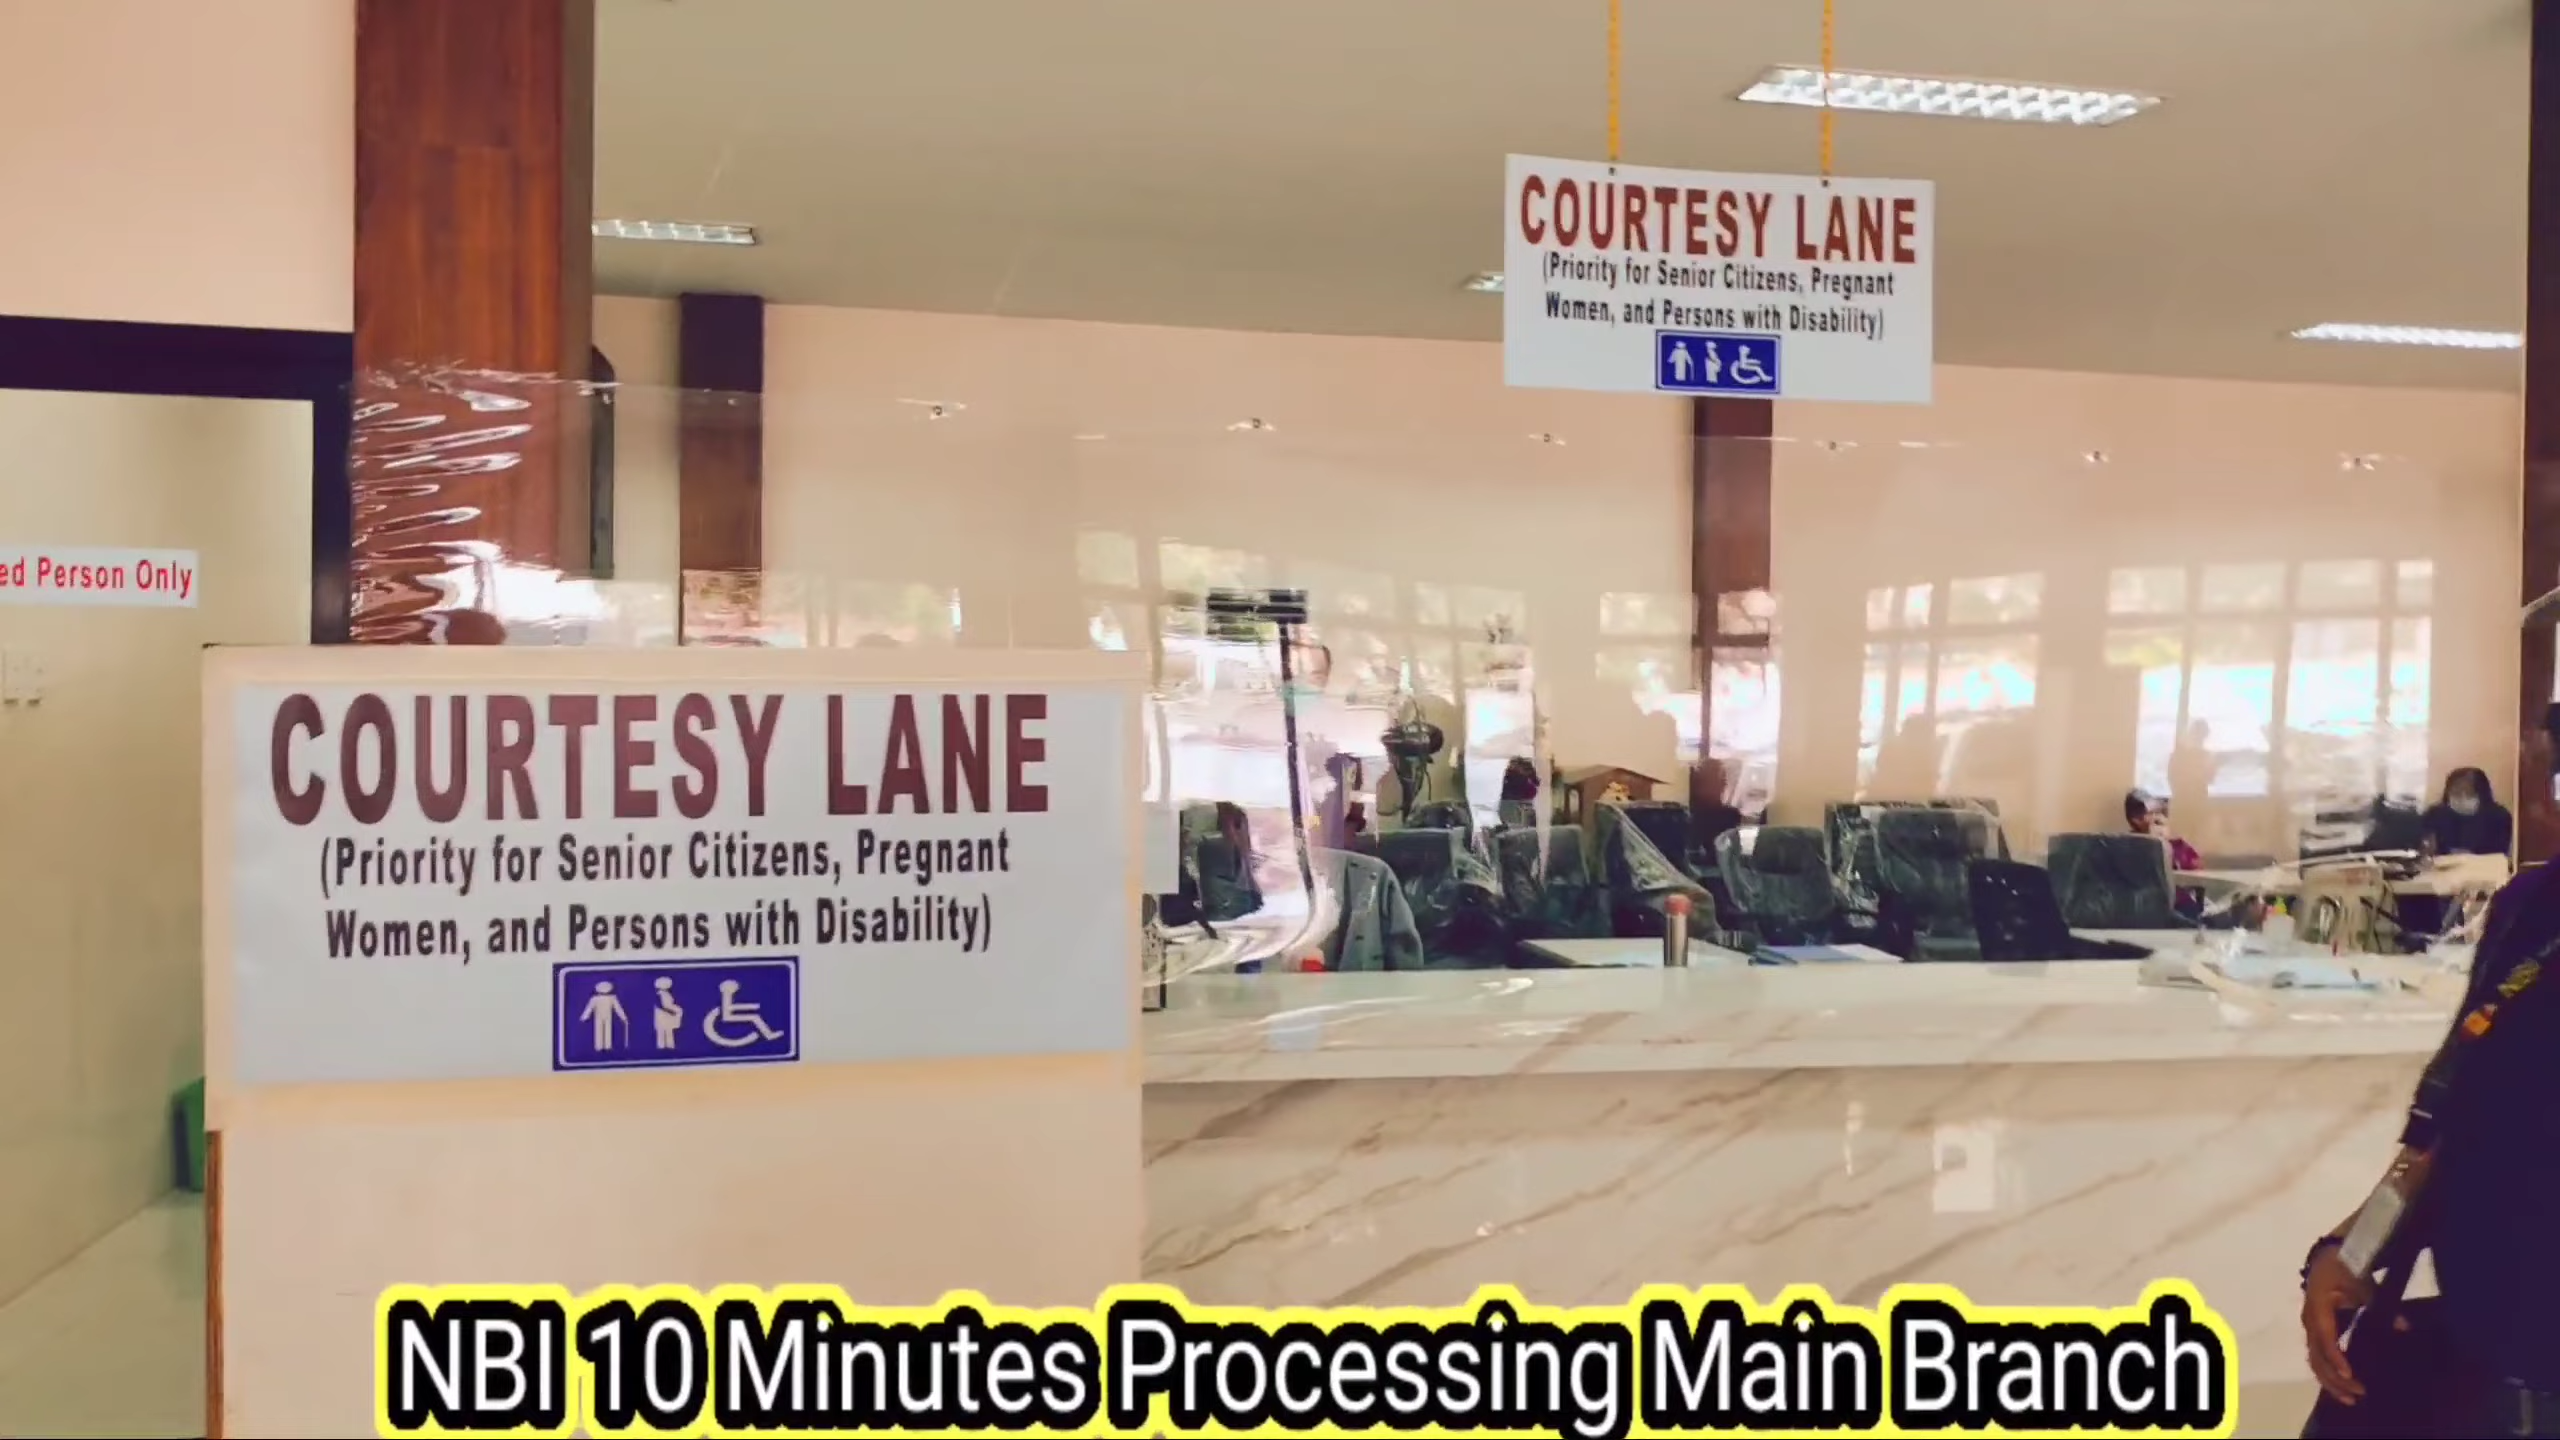 COURTESY LANE
(Priority for Senior Citizens, Pregnant
Women, and Persons with Disability)
ed Person Only
COURTESY LANE
(Priority for Senior Citizens, Pregnant
Women, and Persons with Disability)
NBI 10 Minutes Processing Main Branch